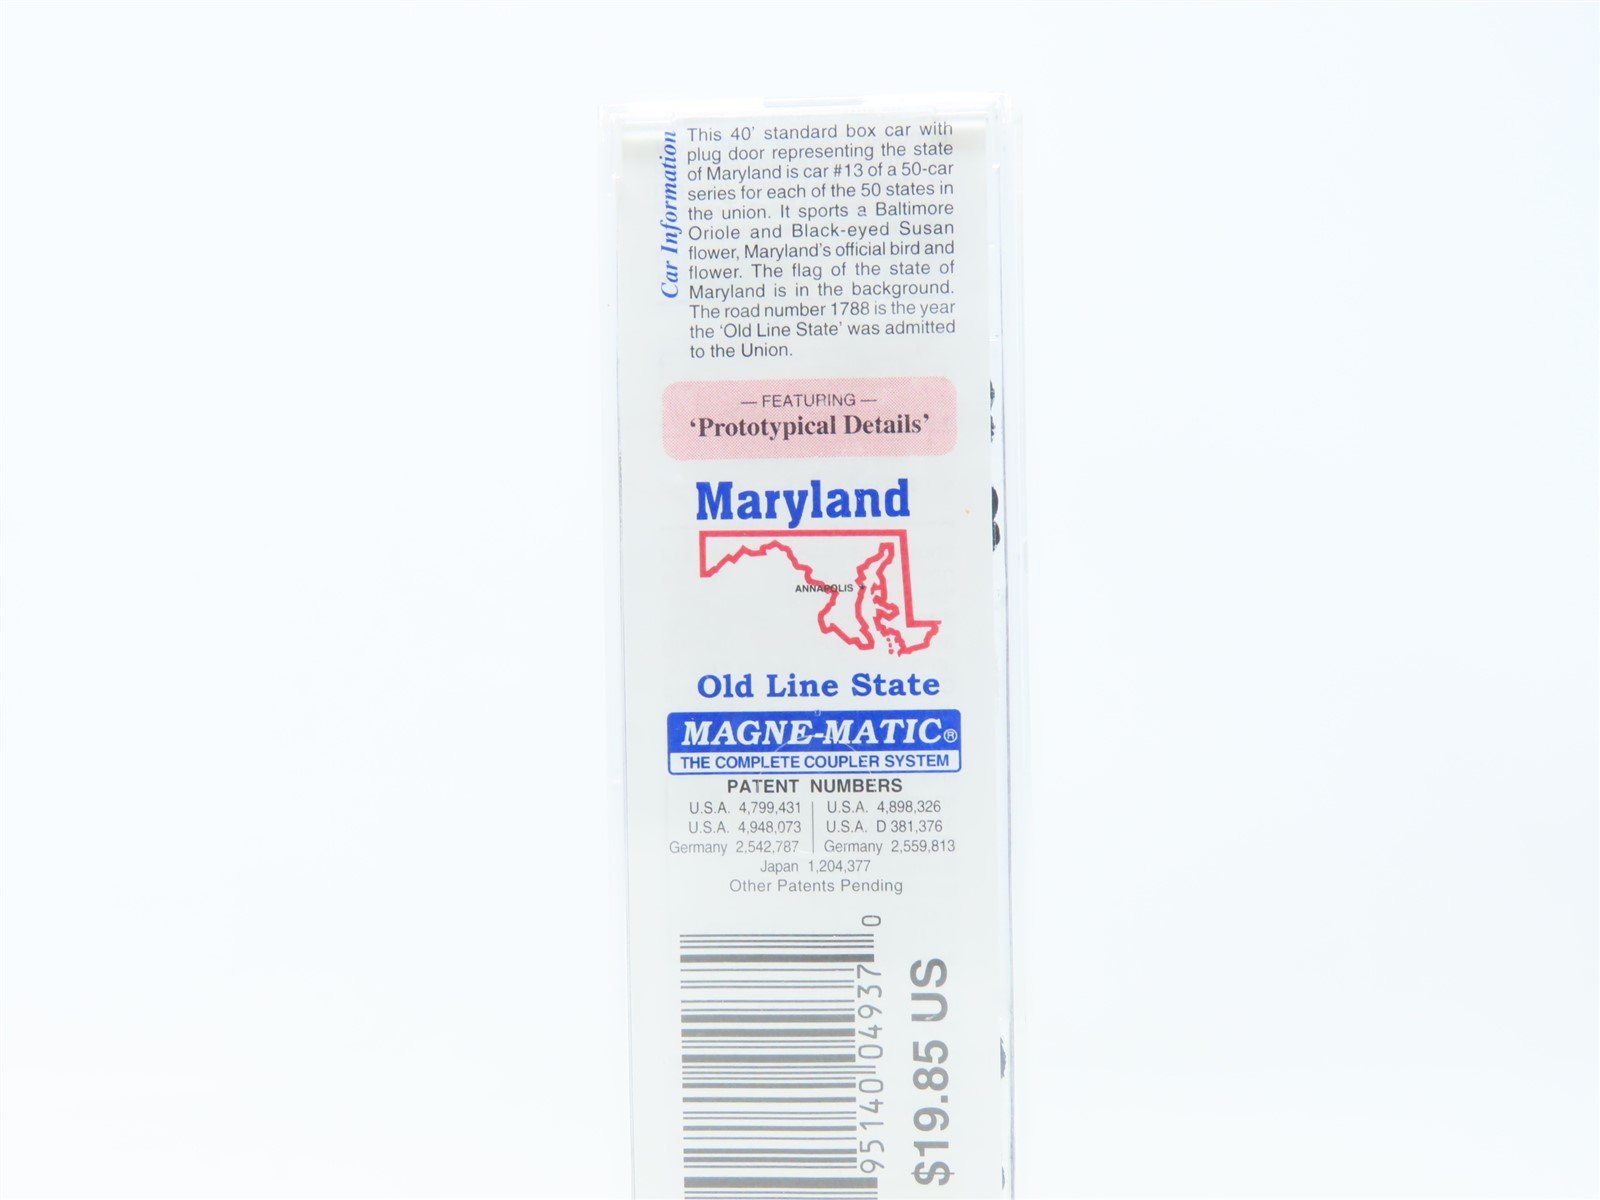 Car Information
This 40' standard box car with
plug door representing the state
of Maryland is car #13 of a 50-car
series for each of the 50 states in
the union. It sports a Baltimore
Oriole and Black-eyed Susan
flower, Maryland's official bird and
flower. The flag of the state of
Maryland is in the background.
The road number 1788 is the year
the 'Old Line State' was admitted
to the Union.
— FEATURING —
'Prototypical Details'
Maryland
ANNAPOLIS
Old Line State
MAGNE-MATIC®
THE COMPLETE COUPLER SYSTEM
PATENT NUMBERS
U.S.A. 4,799,431 | U.S.A. 4,898,326
U.S.A. 4,948,073 | U.S.A. D 381,376
Germany 2,542,787 | Germany 2,559,813
Japan 1,204,377
Other Patents Pending
95140 04937 0
$19.85 US